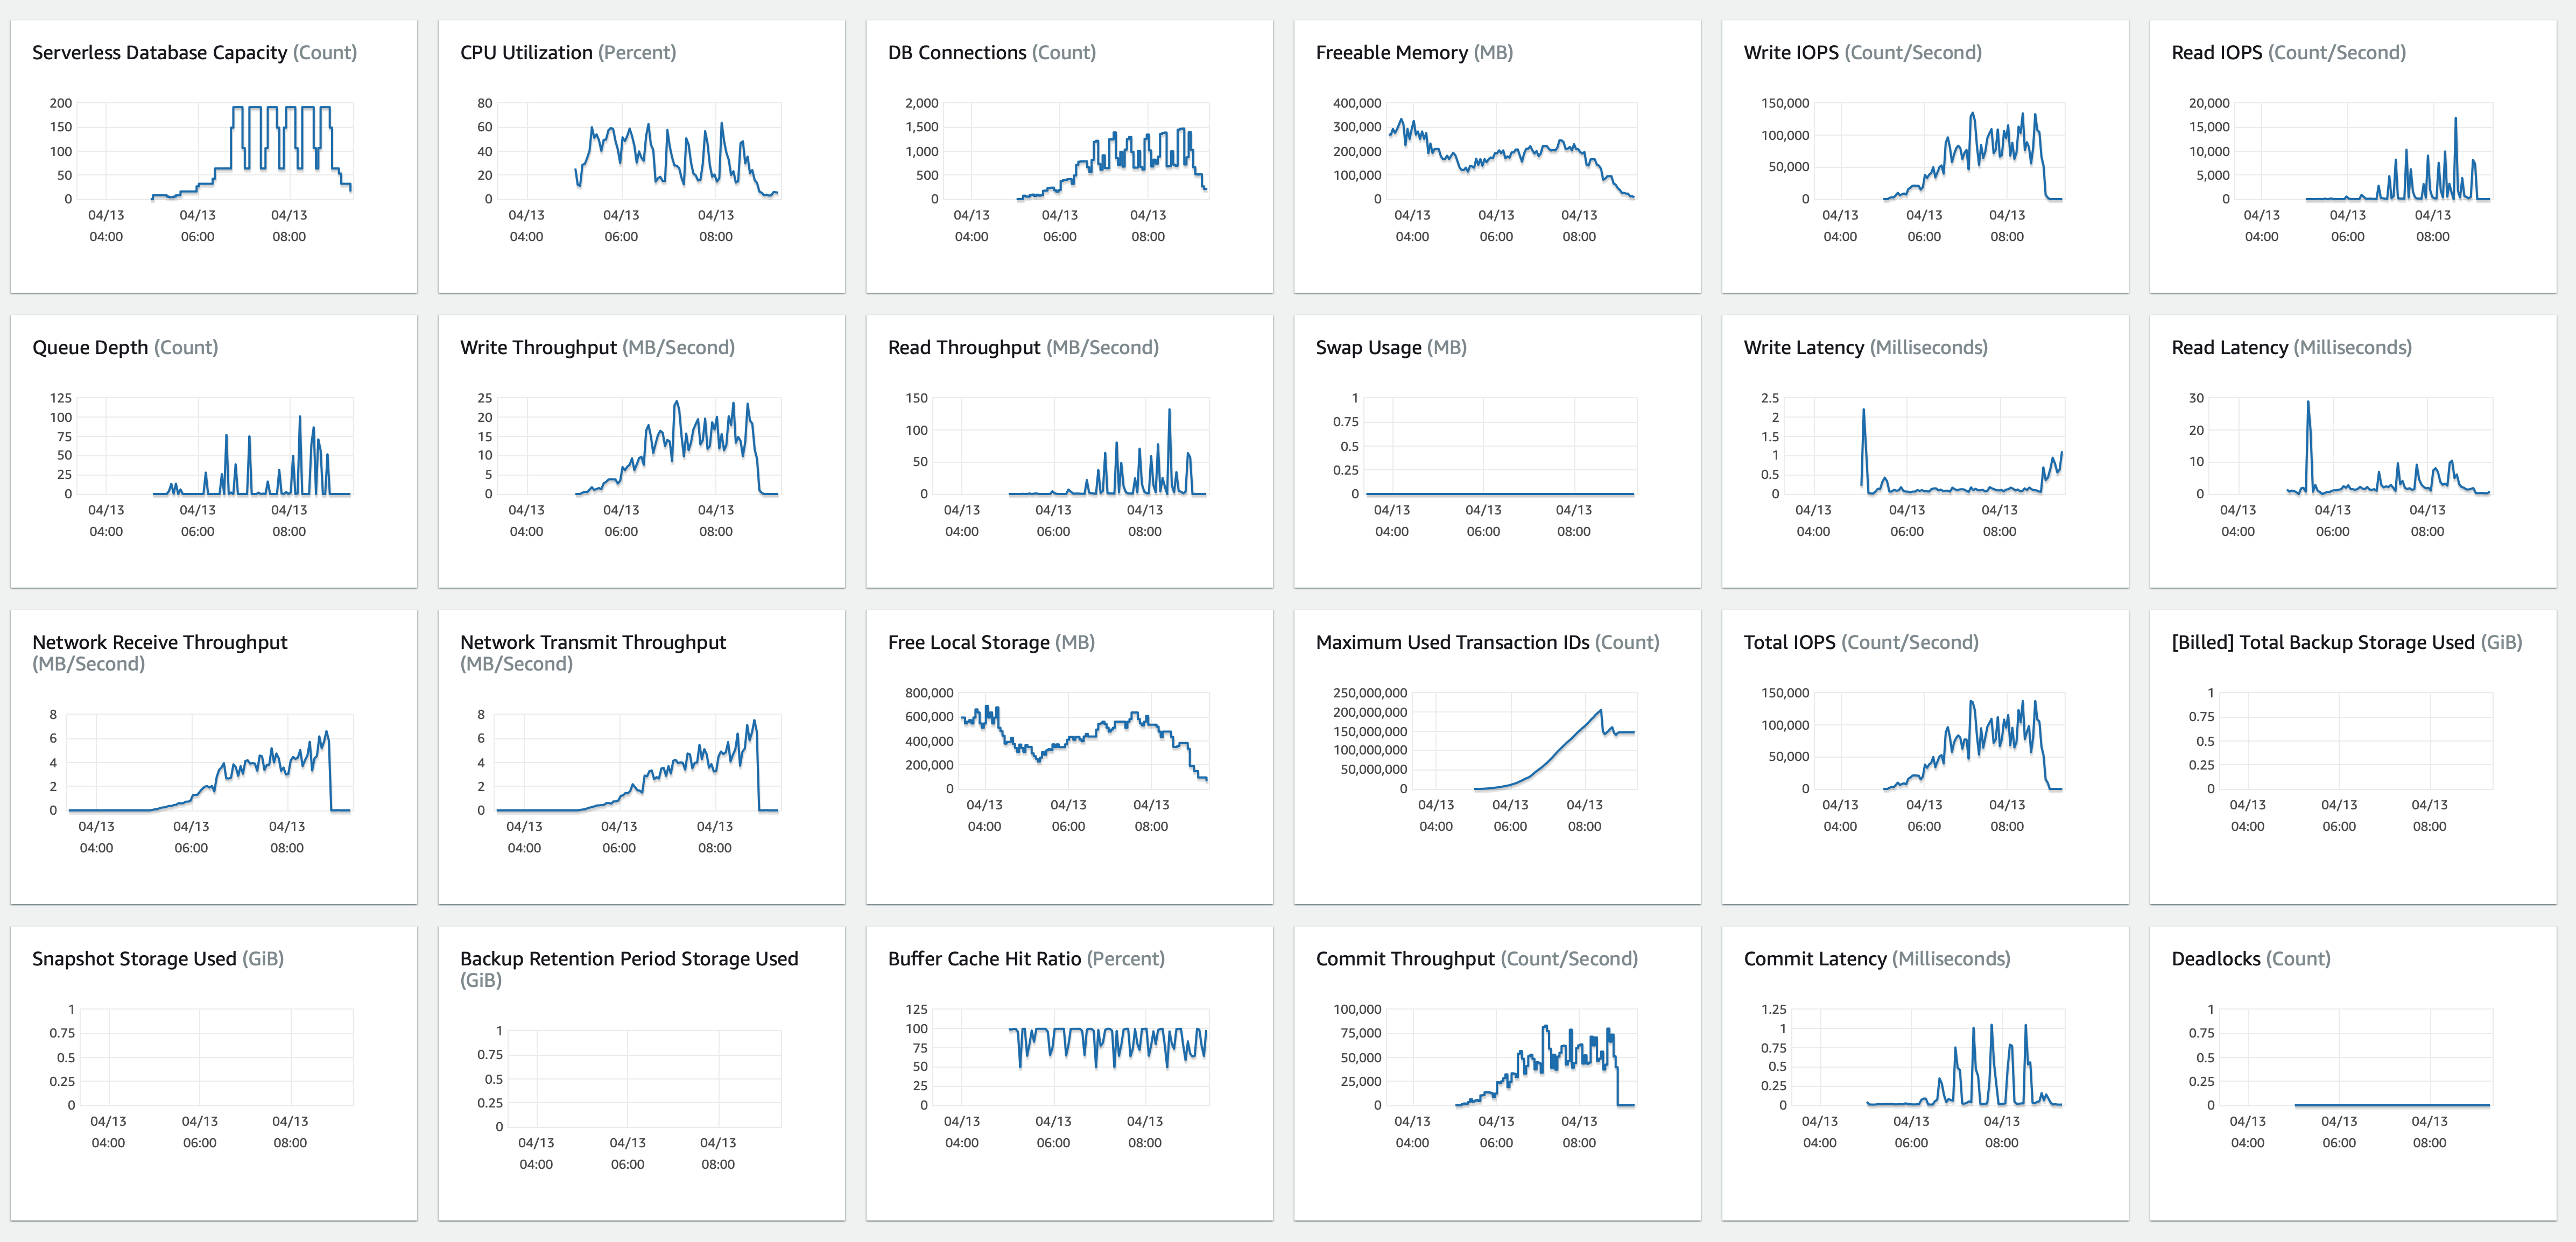 Serverless Database Capacity (Count)
200
150
100
50
0
04/13 04/13 04/13
04:00 06:00 08:00
CPU Utilization (Percent)
80
60
40
20
0
04/13 04/13 04/13
04:00 06:00 08:00
DB Connections (Count)
2,000
1,500
1,000
500
0
04/13 04/13 04/13
04:00 06:00 08:00
Freeable Memory (MB)
400,000
300,000
200,000
100,000
0
04/13 04/13 04/13
04:00 06:00 08:00
Write IOPS (Count/Second)
150,000
100,000
50,000
0
04/13 04/13 04/13
04:00 06:00 08:00
Read IOPS (Count/Second)
20,000
15,000
10,000
5,000
0
04/13 04/13 04/13
04:00 06:00 08:00
Queue Depth (Count)
125
100
75
50
25
0
04/13 04/13 04/13
04:00 06:00 08:00
Write Throughput (MB/Second)
25
20
15
10
5
0
04/13 04/13 04/13
04:00 06:00 08:00
Read Throughput (MB/Second)
150
100
50
0
04/13 04/13 04/13
04:00 06:00 08:00
Swap Usage (MB)
1
0.75
0.5
0.25
0
04/13 04/13 04/13
04:00 06:00 08:00
Write Latency (Milliseconds)
2.5
2
1.5
1
0.5
0
04/13 04/13 04/13
04:00 06:00 08:00
Read Latency (Milliseconds)
30
20
10
0
04/13 04/13 04/13
04:00 06:00 08:00
Network Receive Throughput
(MB/Second)
8
6
4
2
0
04/13 04/13 04/13
04:00 06:00 08:00
Network Transmit Throughput
(MB/Second)
8
6
4
2
0
04/13 04/13 04/13
04:00 06:00 08:00
Free Local Storage (MB)
800,000
600,000
400,000
200,000
0
04/13 04/13 04/13
04:00 06:00 08:00
Maximum Used Transaction IDs (Count)
250,000,000
200,000,000
150,000,000
100,000,000
50,000,000
0
04/13 04/13 04/13
04:00 06:00 08:00
Total IOPS (Count/Second)
150,000
100,000
50,000
0
04/13 04/13 04/13
04:00 06:00 08:00
[Billed] Total Backup Storage Used (GiB)
1
0.75
0.5
0.25
0
04/13 04/13 04/13
04:00 06:00 08:00
Snapshot Storage Used (GiB)
1
0.75
0.5
0.25
0
04/13 04/13 04/13
04:00 06:00 08:00
Backup Retention Period Storage Used
(GiB)
1
0.75
0.5
0.25
0
04/13 04/13 04/13
04:00 06:00 08:00
Buffer Cache Hit Ratio (Percent)
125
100
75
50
25
0
04/13 04/13 04/13
04:00 06:00 08:00
Commit Throughput (Count/Second)
100,000
75,000
50,000
25,000
0
04/13 04/13 04/13
04:00 06:00 08:00
Commit Latency (Milliseconds)
1.25
1
0.75
0.5
0.25
0
04/13 04/13 04/13
04:00 06:00 08:00
Deadlocks (Count)
1
0.75
0.5
0.25
0
04/13 04/13 04/13
04:00 06:00 08:00